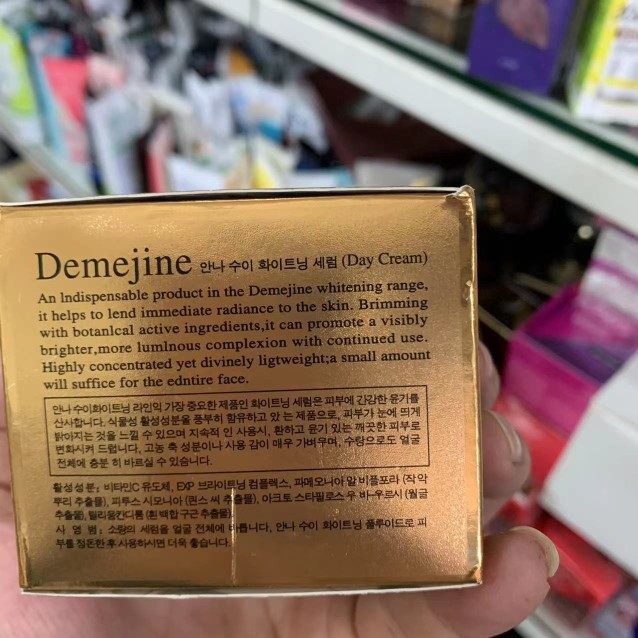 Demejine 안나 수이 화이트닝 세럼 (Day Cream)
An lndispensable product in the Demejine whitening range,
it helps to lend immediate radiance to the skin. Brimming
with botanlcal active ingredients,it can promote a visibly
brighter,more lumlnous complexion with continued use.
Highly concentrated yet divinely ligtweight;a small amount
will suffice for the edntire face.
안나 수이화이트닝 라인익 가장 중요한 제품인 화이트닝 세럼은 피부에 간강한 윤기를
산사합니다. 식물성 활성성분을 풍부히 함유하고 았 는 제품으로, 피부가 눈에 띄게
밝아지는 것을 느낄 수 있으며 지속적 인 사용시, 환하고 윤기 있는 깨끗한 피부로
변화시켜 드립니다. 고농 축 성분이나 사용 감이 매우 가벼우며, 수량으로도 얼굴
전체에 충분 히 바르실 수 있습니다.
활성성분; 비타민C 유도체, EXP 브라이트닝 컴플렉스, 파메오니아 알 비플포라 (작약
뿌리 추출물), 피투스 시모니아 (퀸스 씨 추출물), 아크토 스타필로스우 바-우르시 (월귤
추출물), 릴리움칸디둠 (흰 백합 구근 추출물).
사 영 범; 소량의 세럼을 얼굴 전체에 바릅니다, 안나 수이 화이트닝 플루이드로 피
부를 정돈한 후 사용하시면 더욱 좋습니다.